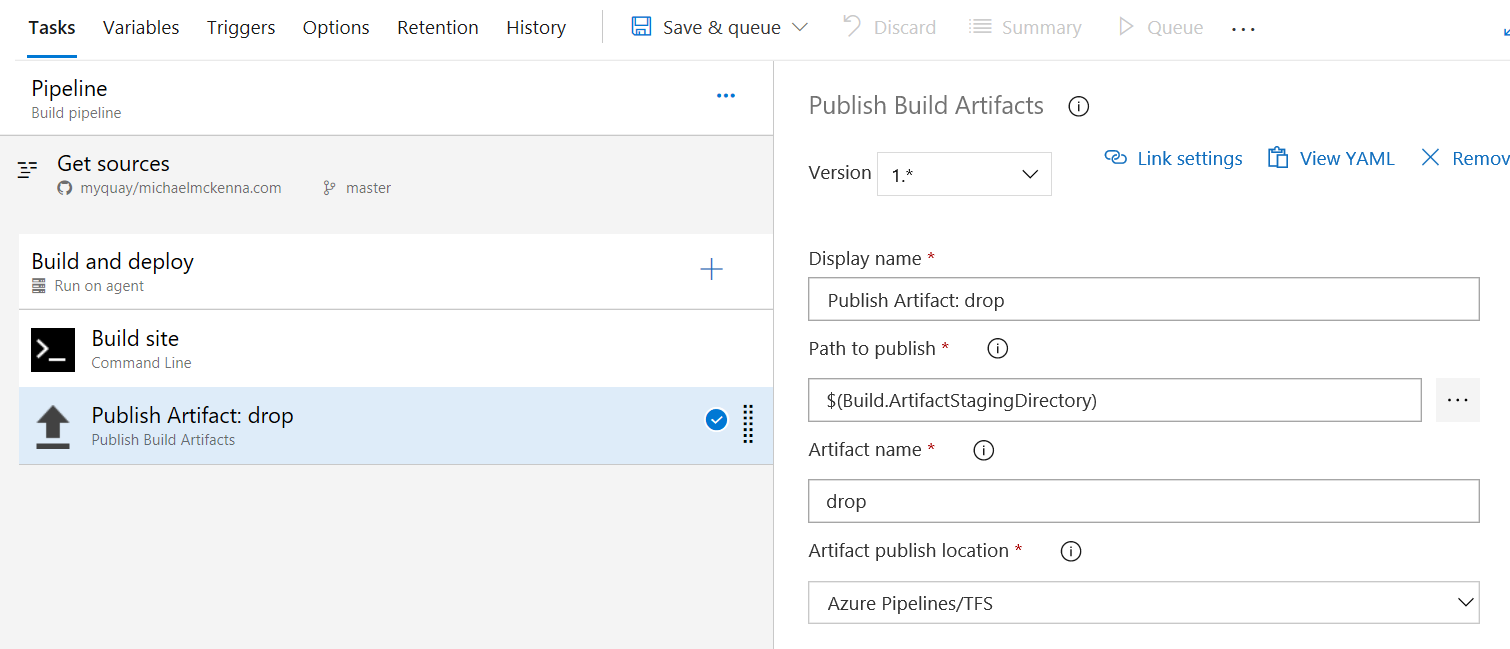 Tasks Variables Triggers Options Retention History Save & queue Discard Summary Queue ...
Pipeline
Build pipeline
...
Get sources
myquay/michaelmckenna.com master
Build and deploy
Run on agent
Build site
Command Line
Publish Artifact: drop
Publish Build Artifacts
Publish Build Artifacts
Link settings View YAML Remov
Version 1.*
Display name *
Publish Artifact: drop
Path to publish *
$(Build.ArtifactStagingDirectory)
...
Artifact name *
drop
Artifact publish location *
Azure Pipelines/TFS